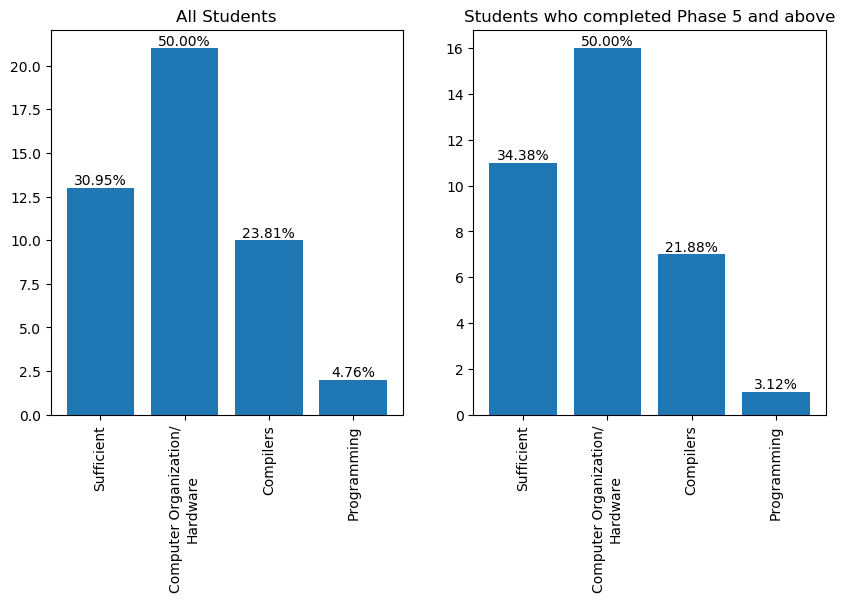 All Students
50.00%
30.95%
23.81%
4.76%
20.0
17.5
15.0
12.5
10.0
7.5
5.0
2.5
0.0
Sufficient
Computer Organization/
Hardware
Compilers
Programming
Students who completed Phase 5 and above
50.00%
34.38%
21.88%
3.12%
16
14
12
10
8
6
4
2
0
Sufficient
Computer Organization/
Hardware
Compilers
Programming